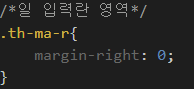 /*일 입력란 영역*/
.th-ma-r{
    margin-right: 0;
}